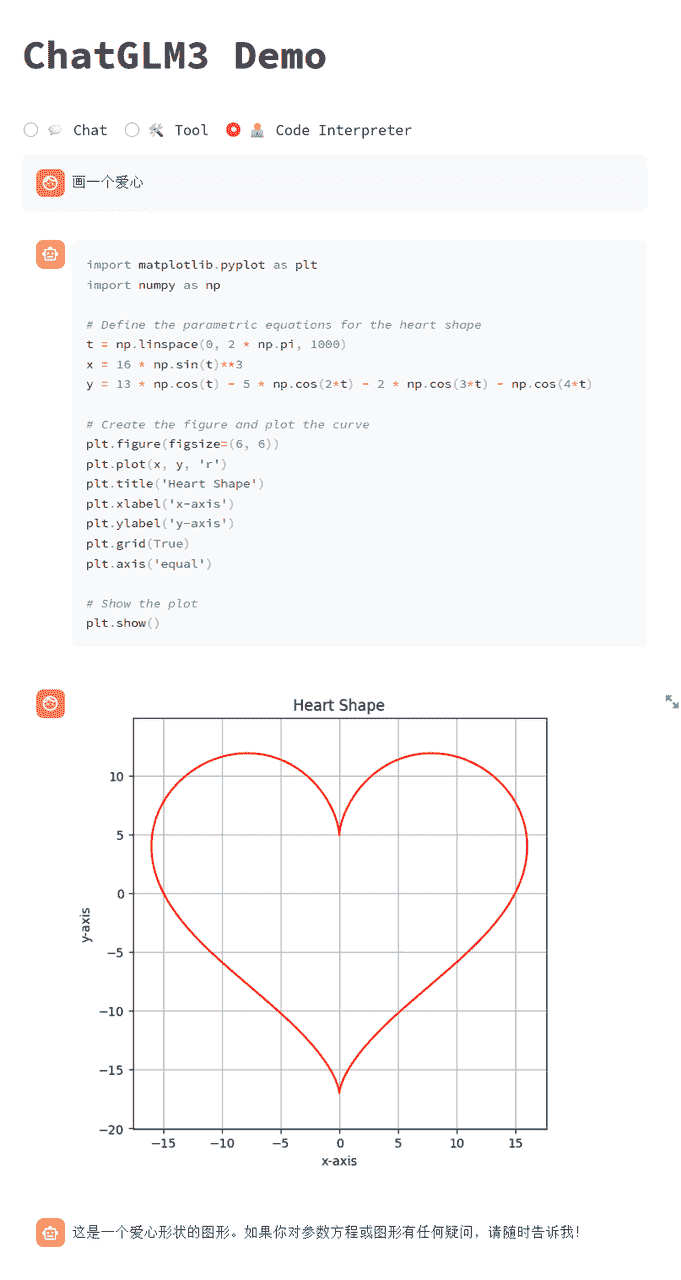 ChatGLM3 Demo
Chat Tool Code Interpreter
画一个爱心
import matplotlib.pyplot as plt
import numpy as np
# Define the parametric equations for the heart shape
t = np.linspace(0, 2 * np.pi, 1000)
x = 16 * np.sin(t)**3
y = 13 * np.cos(t) - 5 * np.cos(2*t) - 2 * np.cos(3*t) - np.cos(4*t)
# Create the figure and plot the curve
plt.figure(figsize=(6, 6))
plt.plot(x, y, 'r')
plt.title('Heart Shape')
plt.xlabel('x-axis')
plt.ylabel('y-axis')
plt.grid(True)
plt.axis('equal')
# Show the plot
plt.show()
Heart Shape
10
5
0
−5
−10
−15
−20
y-axis
−15 −10 −5 0 5 10 15
x-axis
这是一个爱心形状的图形。如果你对参数方程或图形有任何疑问，请随时告诉我！